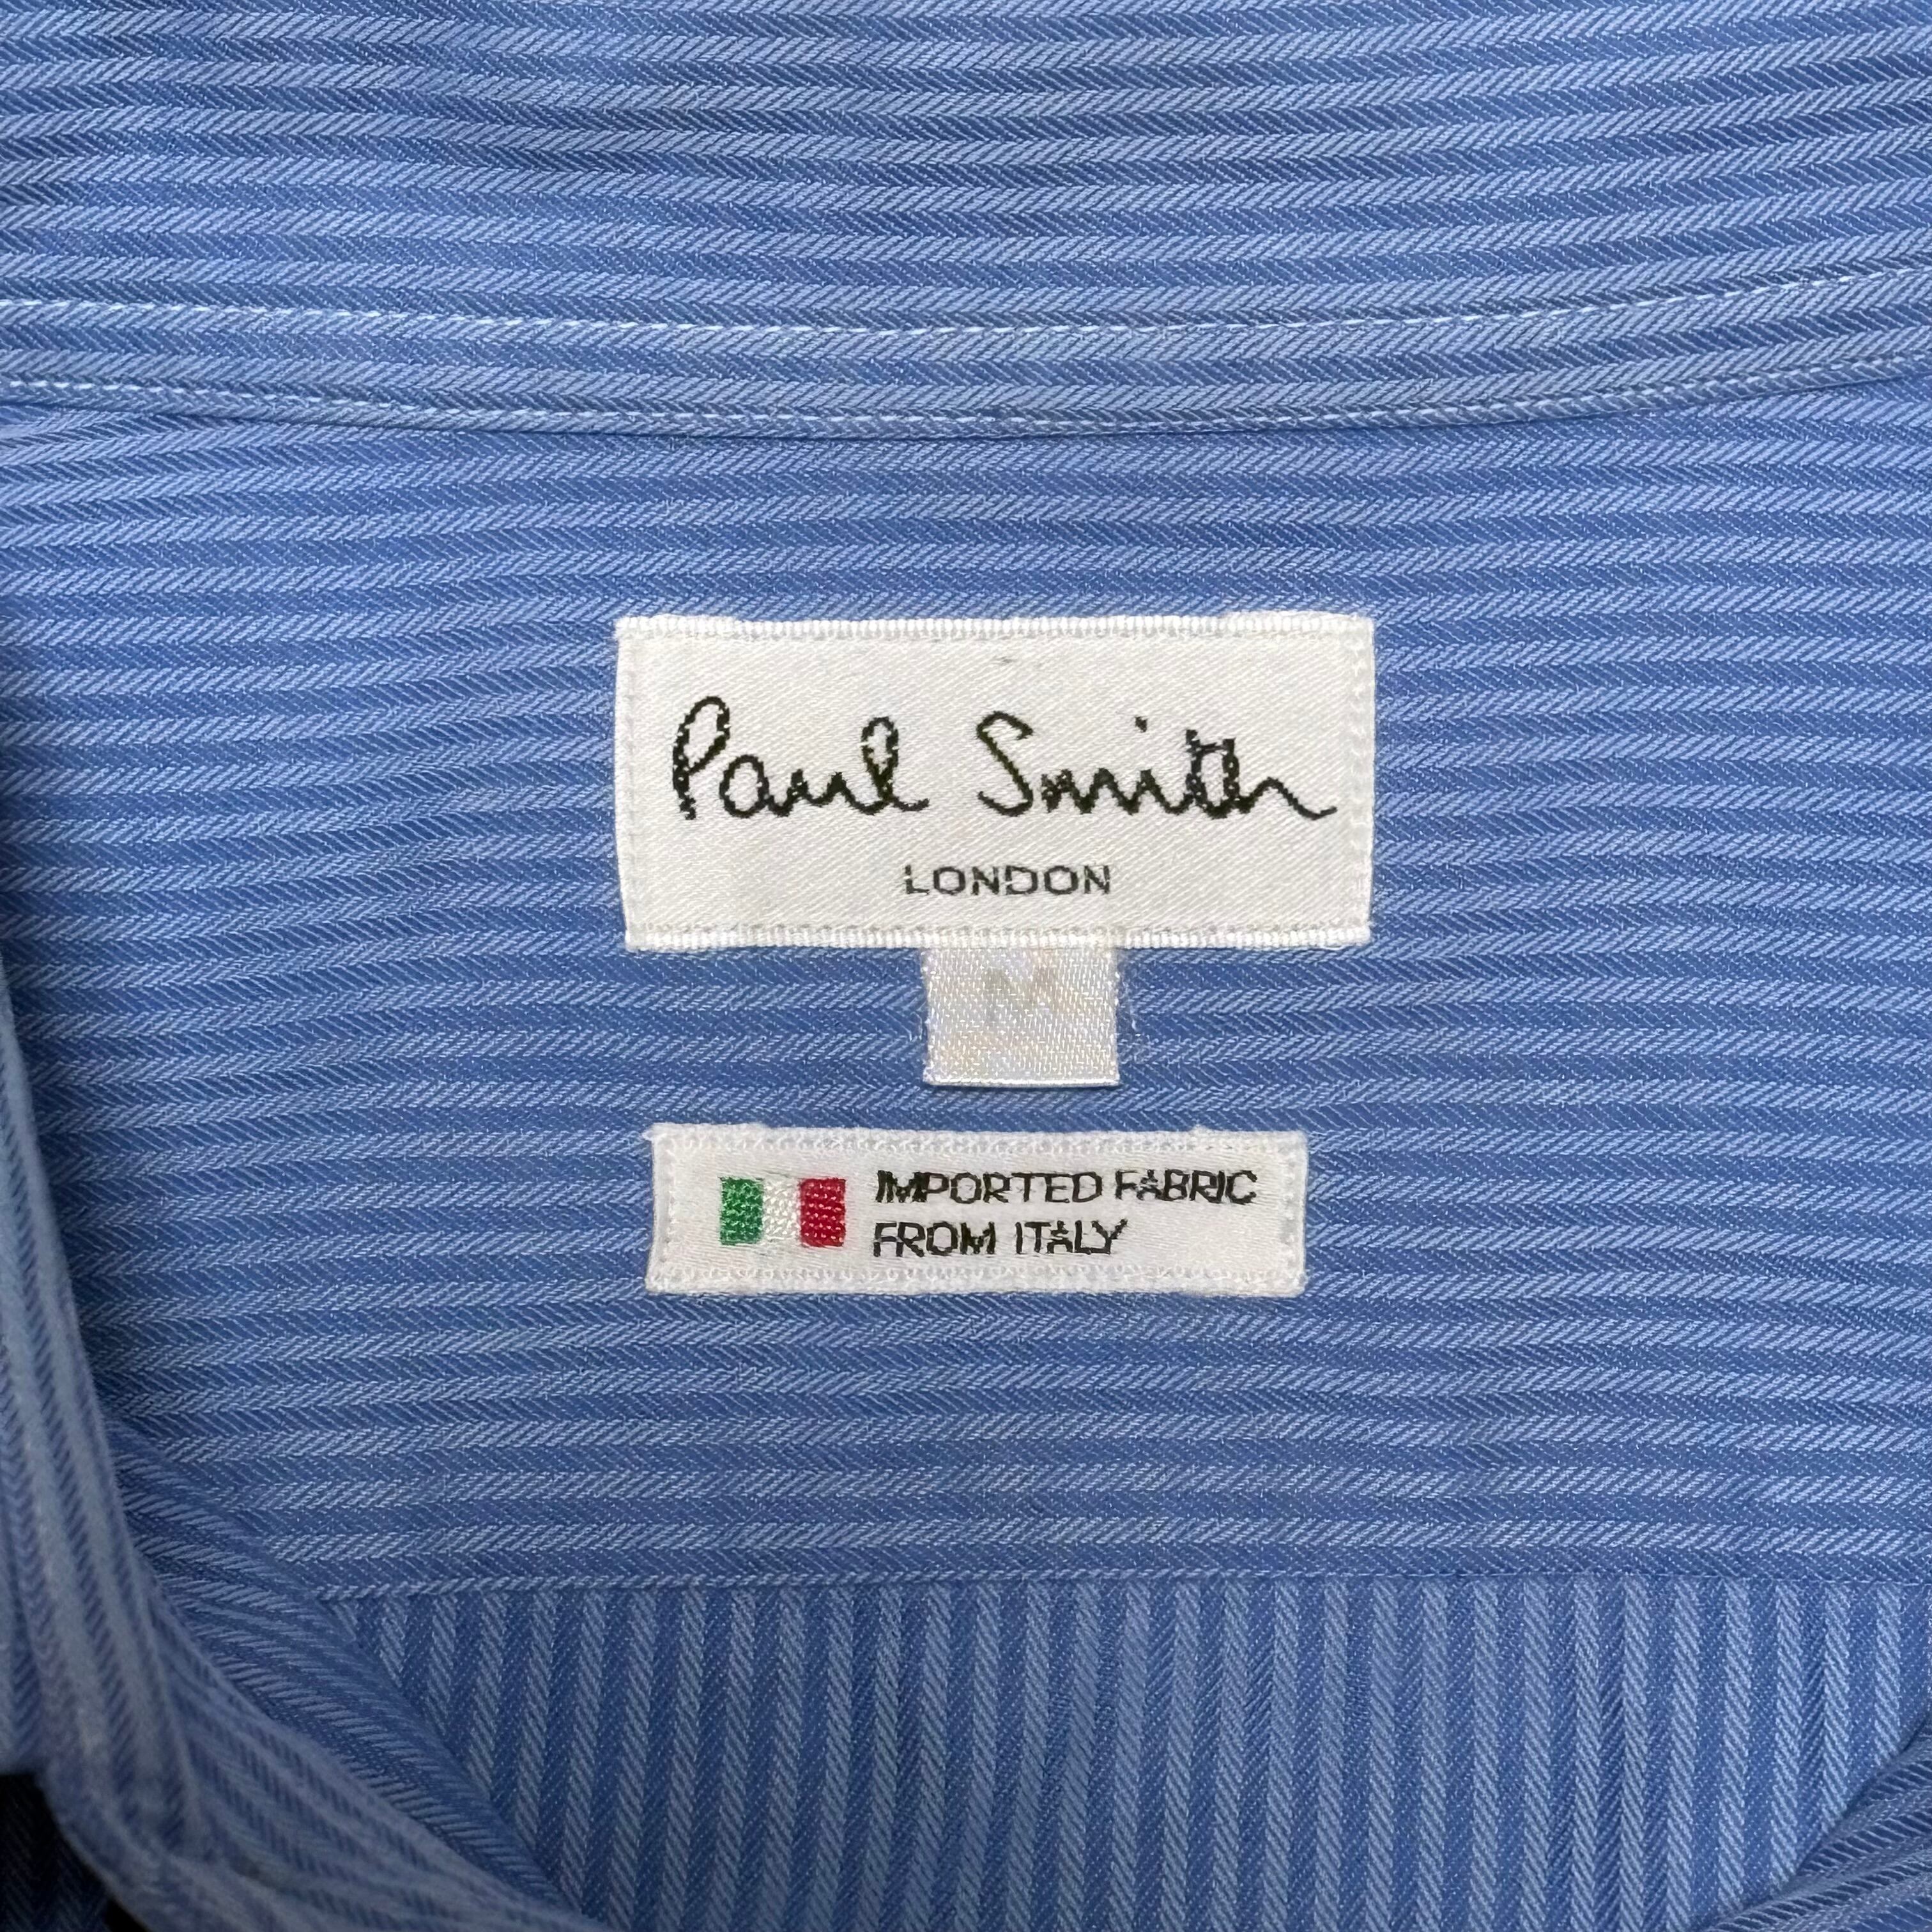 Paul Smith
LONDON
M
IMPORTED FABRIC
FROM ITALY